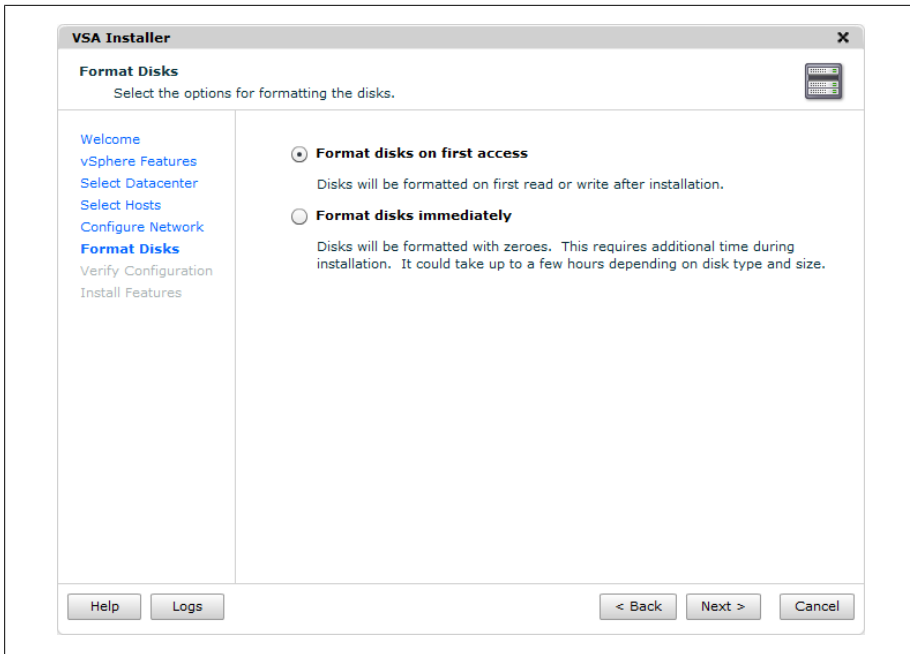 VSA Installer
Format Disks
Select the options for formatting the disks.
Welcome
vSphere Features
Select Datacenter
Select Hosts
Configure Network
Format Disks
Verify Configuration
Install Features
Format disks on first access
Disks will be formatted on first read or write after installation.
Format disks immediately
Disks will be formatted with zeroes. This requires additional time during
installation. It could take up to a few hours depending on disk type and size.
Help
Logs
< Back
Next >
Cancel